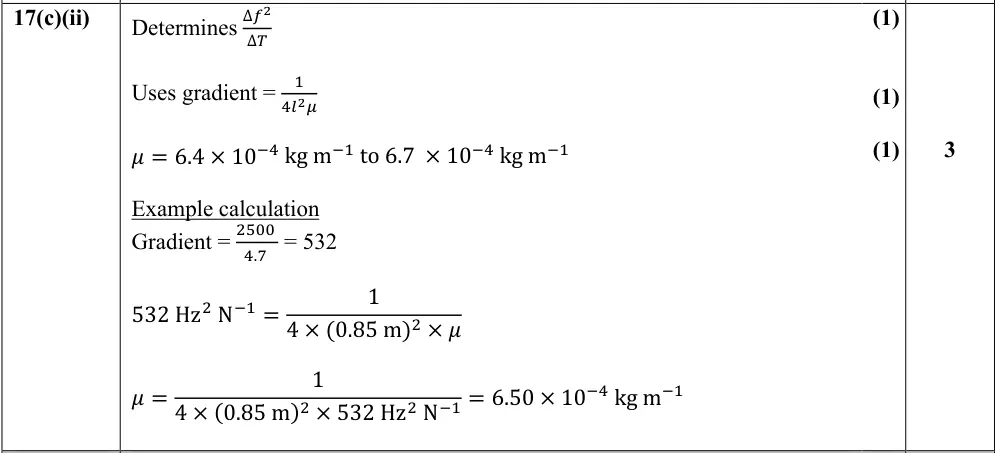 17(c)(ii) Determines Δf²/ΔT (1)
Uses gradient = 1/4l²μ (1)
μ = 6.4 × 10⁻⁴ kg m⁻¹ to 6.7 × 10⁻⁴ kg m⁻¹ (1) 3
Example calculation
Gradient = 2500/4.7 = 532
532 Hz² N⁻¹ = 1/4 × (0.85 m)² × μ
μ = 1/4 × (0.85 m)² × 532 Hz² N⁻¹ = 6.50 × 10⁻⁴ kg m⁻¹